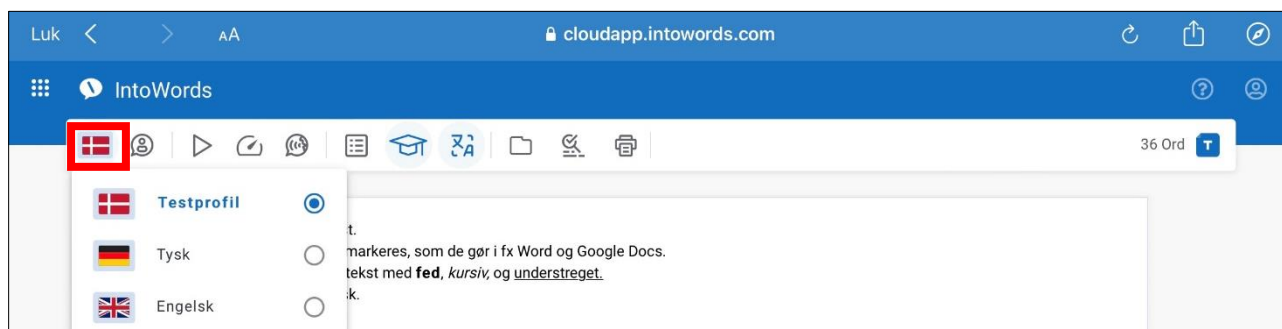 Luk AA cloudapp.intowords.com
IntoWords
36 Ord T
Testprofil
t.
Tysk
markeres, som de gør i fx Word og Google Docs.
tekst med fed, kursiv, og understreget.
Engelsk
k.